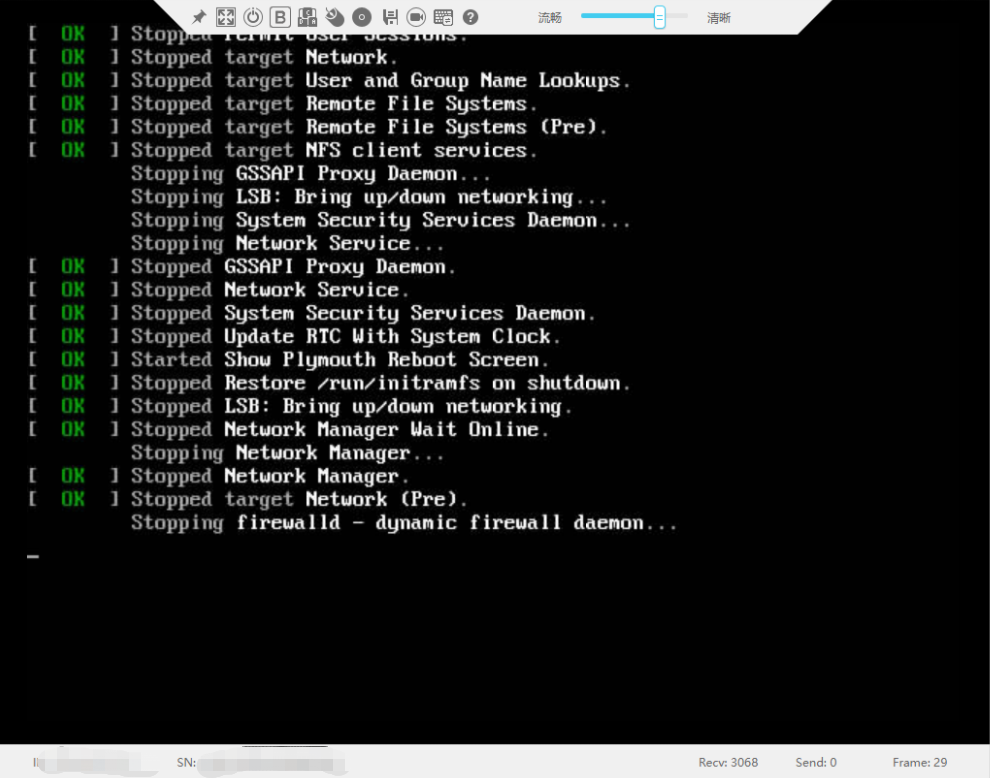 B
流畅
清晰
[ OK ] Stopped Permit User Sessions.
[ OK ] Stopped target Network.
[ OK ] Stopped target User and Group Name Lookups.
[ OK ] Stopped target Remote File Systems.
[ OK ] Stopped target Remote File Systems (Pre).
[ OK ] Stopped target NFS client services.
Stopping GSSAPI Proxy Daemon...
Stopping LSB: Bring up/down networking...
Stopping System Security Services Daemon...
Stopping Network Service...
[ OK ] Stopped GSSAPI Proxy Daemon.
[ OK ] Stopped Network Service.
[ OK ] Stopped System Security Services Daemon.
[ OK ] Stopped Update RTC With System Clock.
[ OK ] Started Show Plymouth Reboot Screen.
[ OK ] Stopped Restore /run/initramfs on shutdown.
[ OK ] Stopped LSB: Bring up/down networking.
[ OK ] Stopped Network Manager Wait Online.
Stopping Network Manager...
[ OK ] Stopped Network Manager.
[ OK ] Stopped target Network (Pre).
Stopping firewalld - dynamic firewall daemon...
SN:
Recv: 3068
Send: 0
Frame: 29